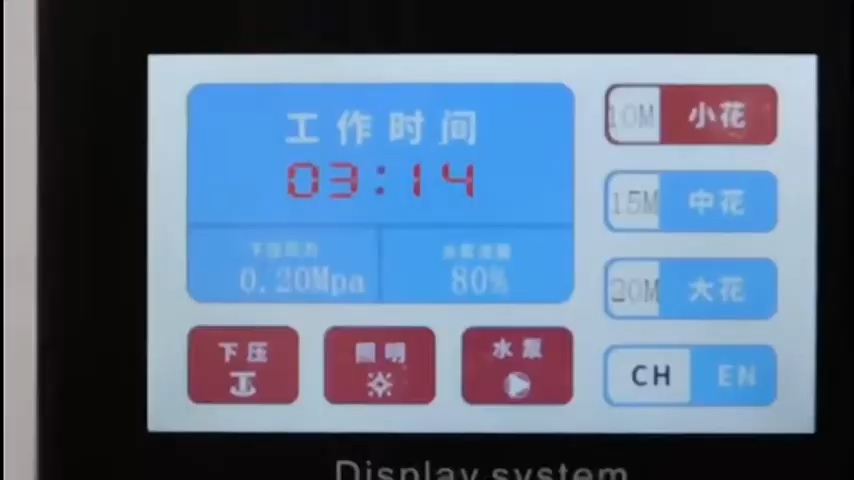 工作时间
03:14
0.20Mpa
80%
下压
照明
水泵
10M 小花
15M 中花
20M 大花
CH EN
Display system